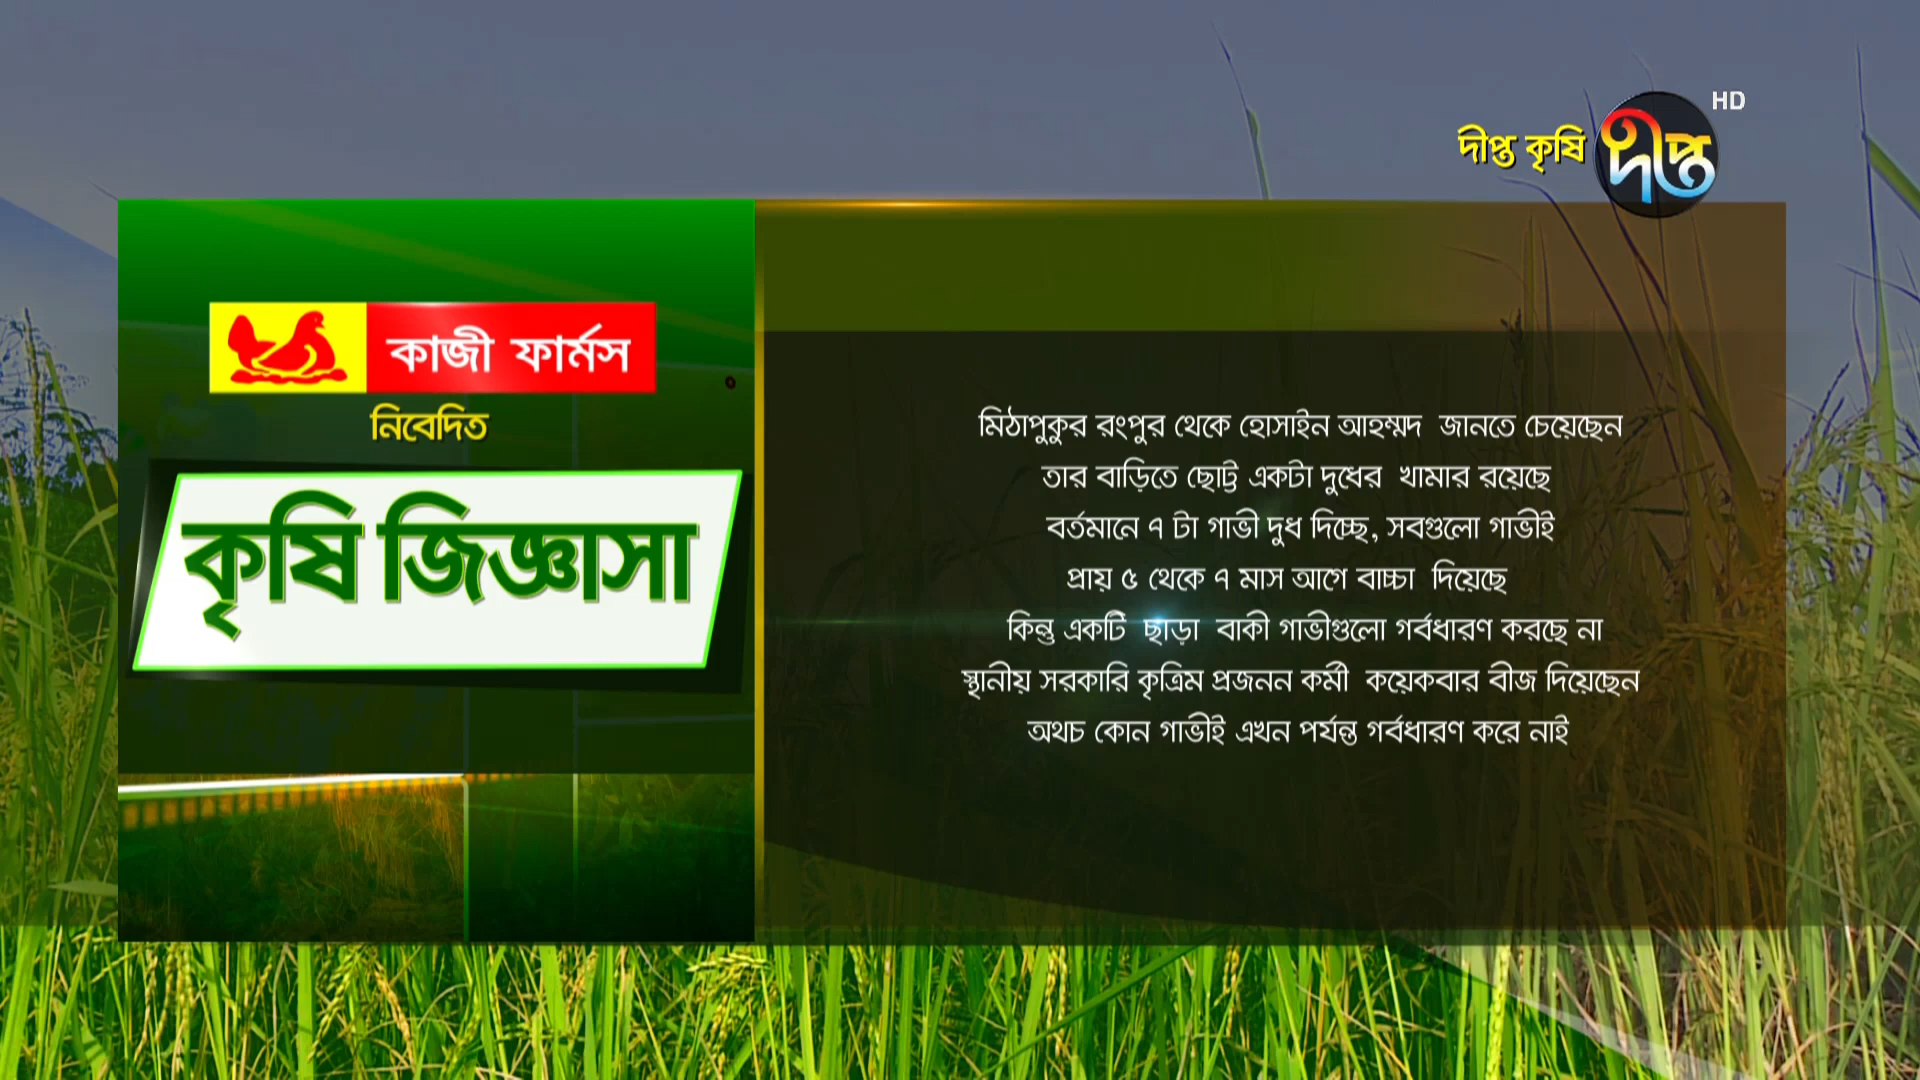 HD
দীপ্ত কৃষি
দীপ্ত
কাজী ফার্মস
নিবেদিত
কৃষি জিজ্ঞাসা
মিঠাপুকুর রংপুর থেকে হোসাইন আহম্মদ জানতে চেয়েছেন
তার বাড়িতে ছোট্ট একটা দুধের খামার রয়েছে
বর্তমানে ৭ টা গাভী দুধ দিচ্ছে, সবগুলো গাভীই
প্রায় ৫ থেকে ৭ মাস আগে বাচ্চা দিয়েছে
কিন্তু একটি ছাড়া বাকী গাভীগুলো গর্বধারণ করছে না
স্থানীয় সরকারি কৃত্রিম প্রজনন কর্মী কয়েকবার বীজ দিয়েছেন
অথচ কোন গাভীই এখন পর্যন্ত গর্বধারণ করে নাই